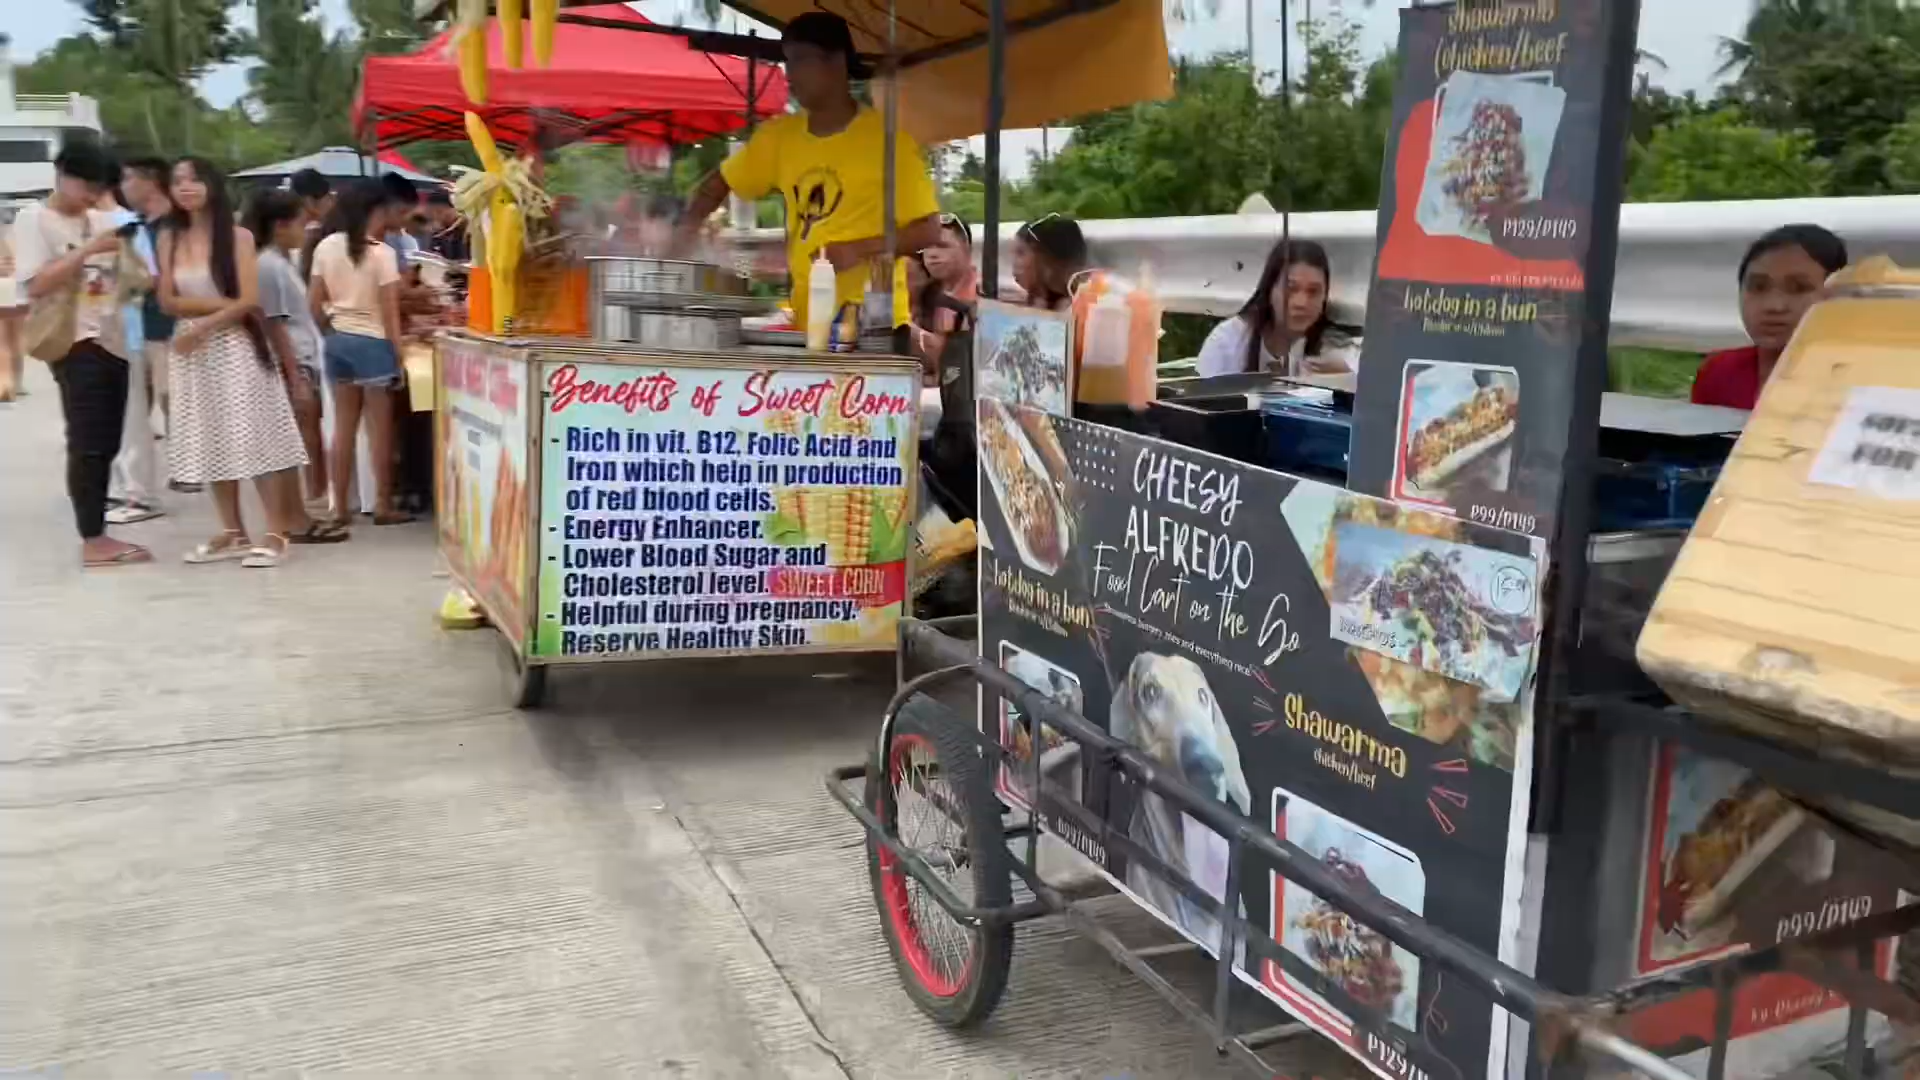 Benefits of Sweet Corn
- Rich in vit. B12, Folic Acid and
Iron which help in production
of red blood cells.
- Energy Enhancer.
- Lower Blood Sugar and
Cholesterol level.
- Helpful during pregnancy.
Reserve Healthy Skin.
SWEET CORN
CHEESY
ALFREDO
Food Cart on the Go
hotdog in a bun
P99/P149
Shawarma
chicken/beef
P129/
shawarma
(chicken/beef
P129/P149
hotdog in a bun
P99/P149
FOR
P99/P149